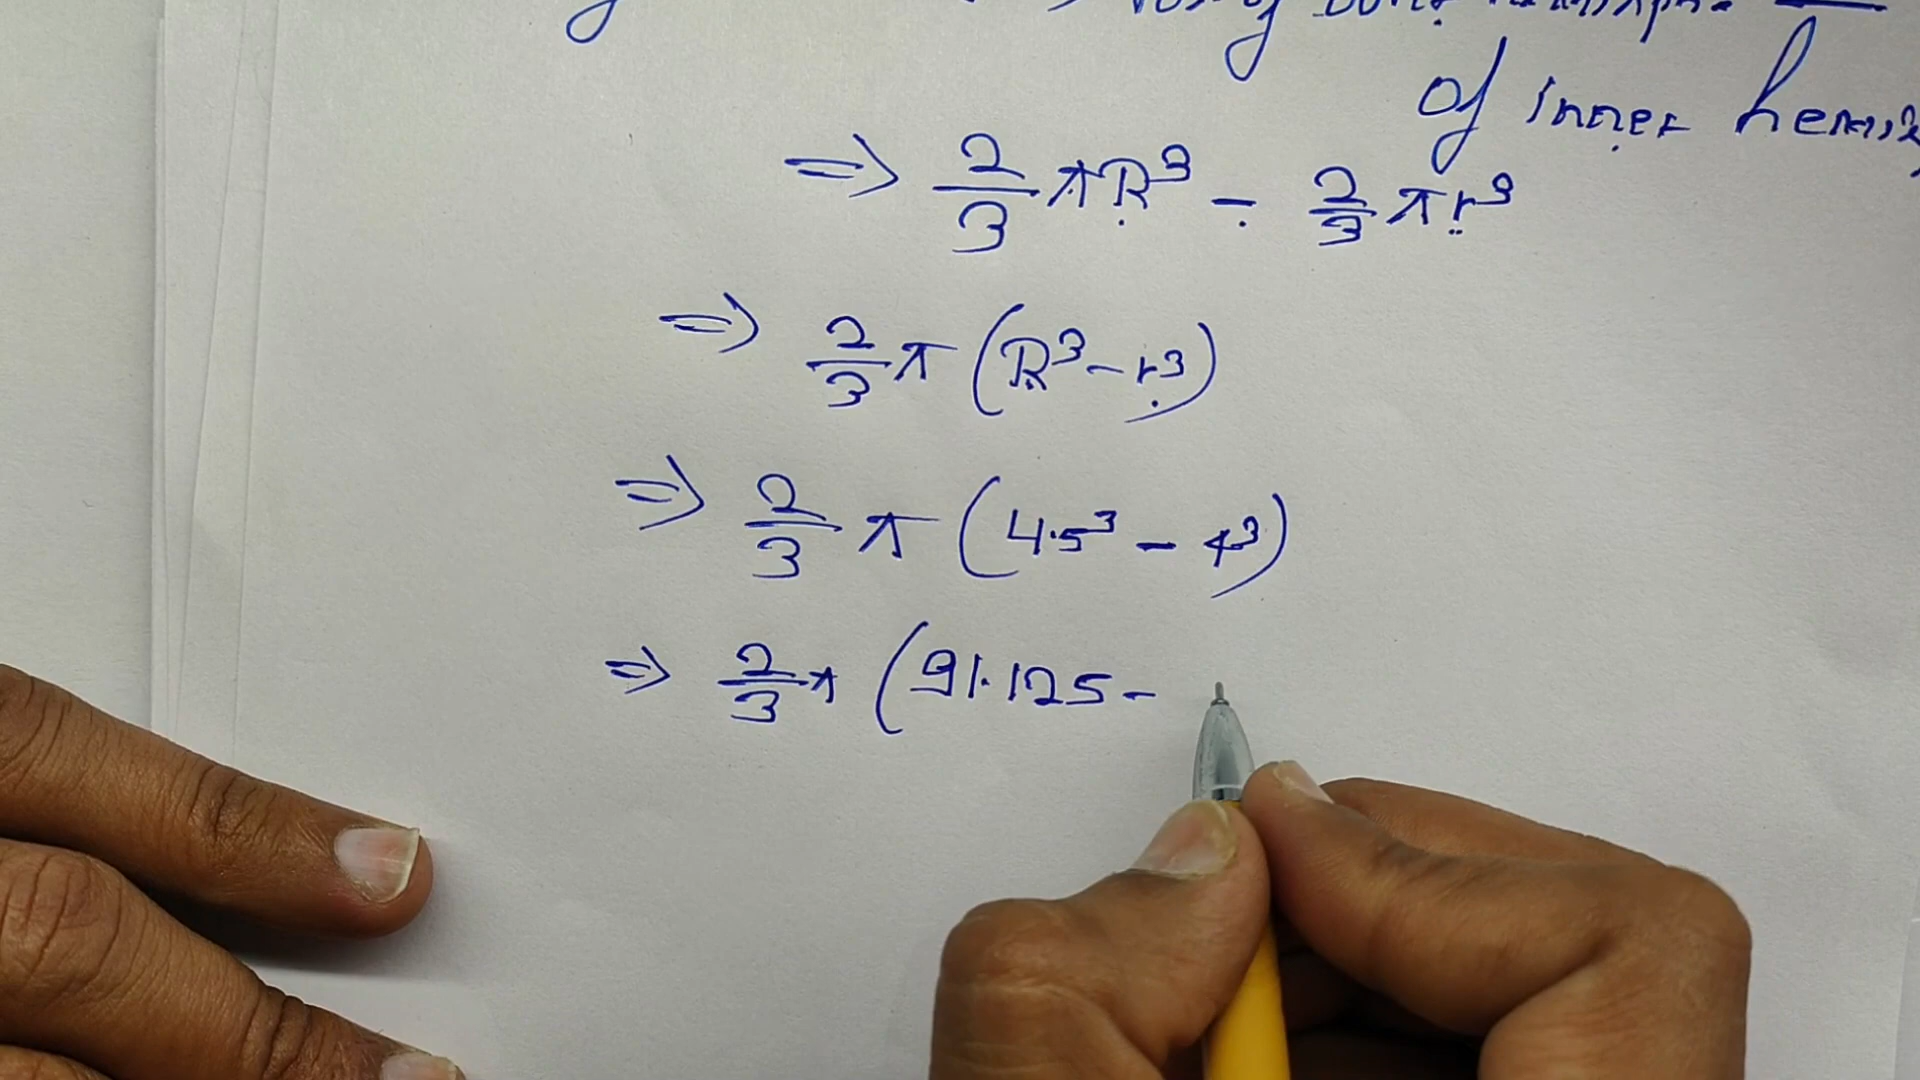 of inner
⇒ 2/3 πR³ - 2/3 πr³
⇒ 2/3 π (R³ - r³)
⇒ 2/3 π (4.5³ - 4³)
⇒ 2/3 π (91.125 -